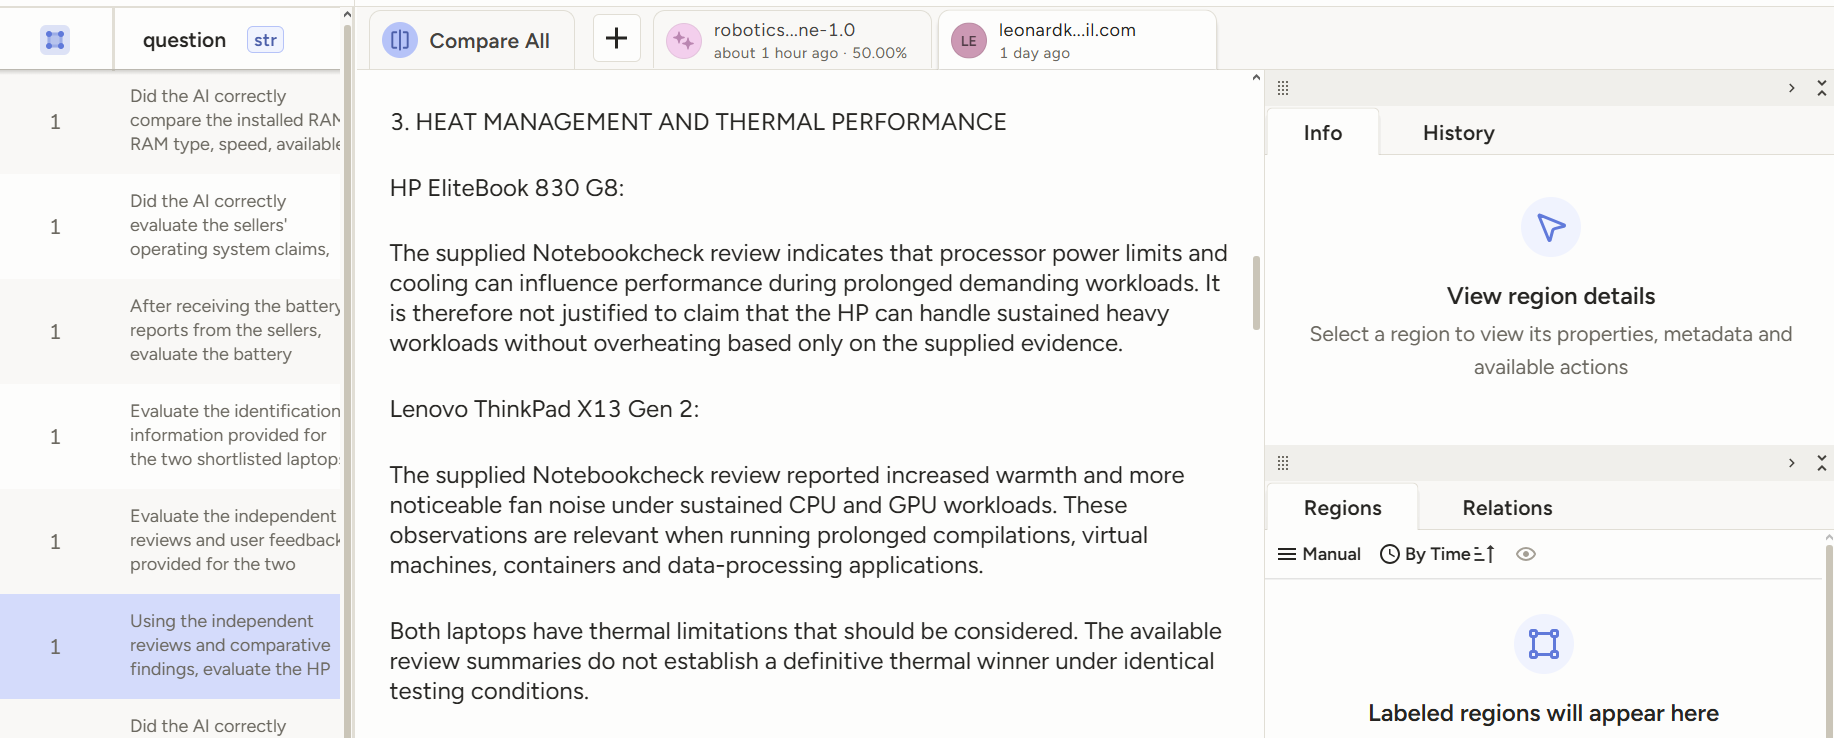 question str
1
Did the AI correctly
compare the installed RAM
RAM type, speed, available
1
Did the AI correctly
evaluate the sellers'
operating system claims,
1
After receiving the battery
reports from the sellers,
evaluate the battery
1
Evaluate the identification
information provided for
the two shortlisted laptops
1
Evaluate the independent
reviews and user feedback
provided for the two
1
Using the independent
reviews and comparative
findings, evaluate the HP
Did the AI correctly
Compare All
robotics...ne-1.0
about 1 hour ago · 50.00%
LE
leonardk...il.com
1 day ago
3. HEAT MANAGEMENT AND THERMAL PERFORMANCE
HP EliteBook 830 G8:
The supplied Notebookcheck review indicates that processor power limits and
cooling can influence performance during prolonged demanding workloads. It
is therefore not justified to claim that the HP can handle sustained heavy
workloads without overheating based only on the supplied evidence.
Lenovo ThinkPad X13 Gen 2:
The supplied Notebookcheck review reported increased warmth and more
noticeable fan noise under sustained CPU and GPU workloads. These
observations are relevant when running prolonged compilations, virtual
machines, containers and data-processing applications.
Both laptops have thermal limitations that should be considered. The available
review summaries do not establish a definitive thermal winner under identical
testing conditions.
Info History
View region details
Select a region to view its properties, metadata and
available actions
Regions Relations
Manual By Time
Labeled regions will appear here